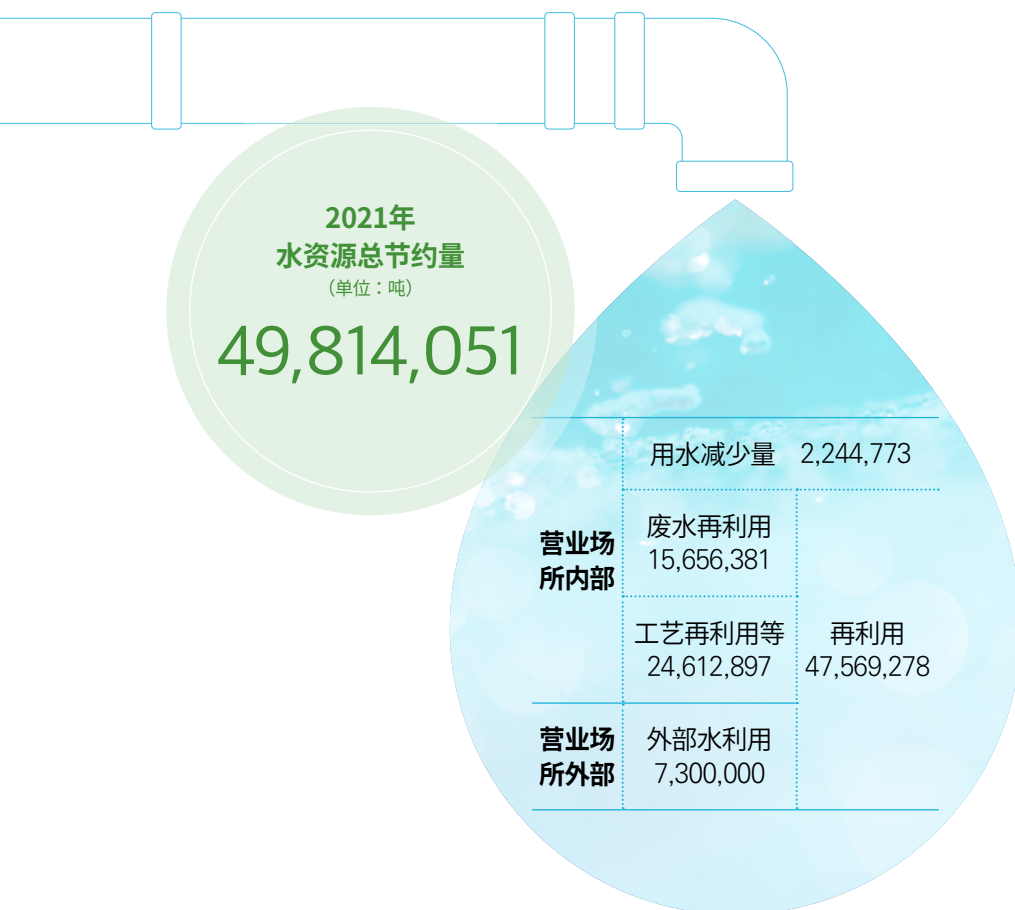 2021年
水资源总节约量
（单位：吨）
49,814,051
用水减少量 2,244,773
营业场
所内部
废水再利用
15,656,381
工艺再利用等
24,612,897
再利用
47,569,278
营业场
所外部
外部水利用
7,300,000